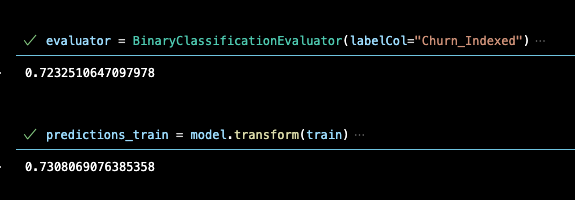 evaluator = BinaryClassificationEvaluator(labelCol="Churn_Indexed") ...
0.7232510647097978
predictions_train = model.transform(train) ...
0.7308069076385358